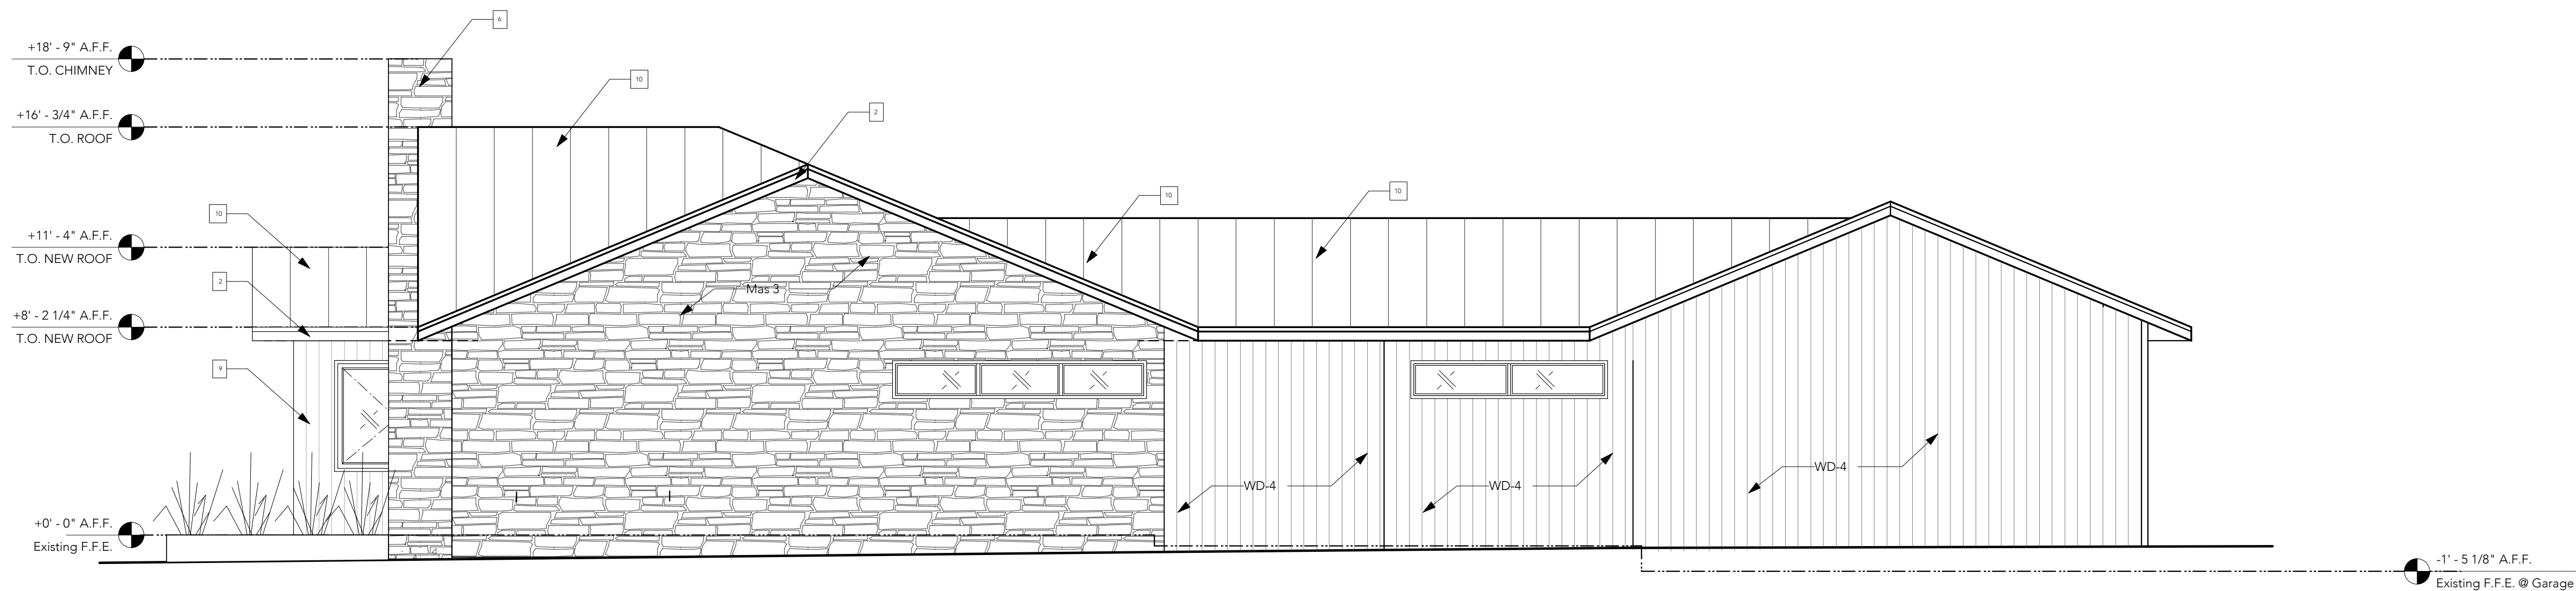 6
+18' - 9" A.F.F.
T.O. CHIMNEY
10
2
+16' - 3/4" A.F.F.
T.O. ROOF
10
10
10
+11' - 4" A.F.F.
T.O. NEW ROOF
2
Mas 3
+8' - 2 1/4" A.F.F.
T.O. NEW ROOF
9
WD-4
WD-4
WD-4
+0' - 0" A.F.F.
Existing F.F.E.
-1' - 5 1/8" A.F.F.
Existing F.F.E. @ Garage